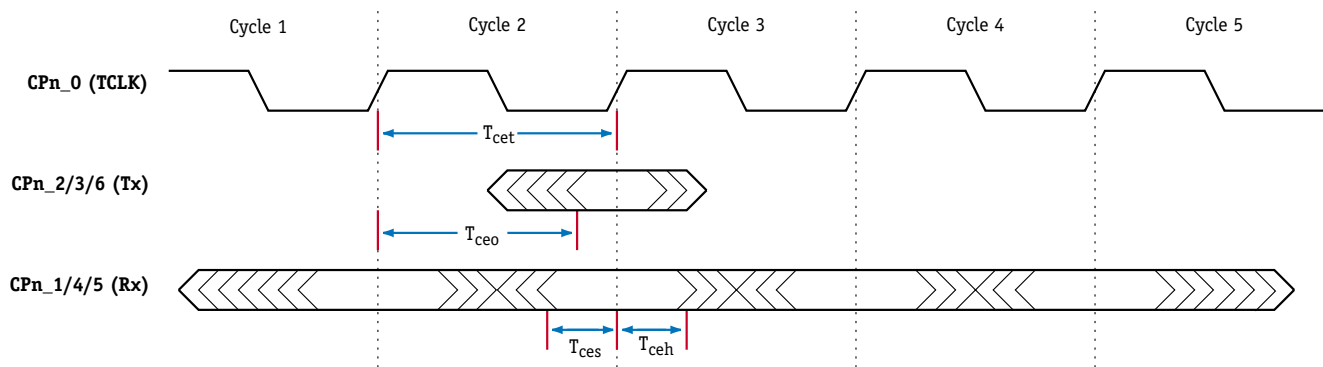 Cycle 1 Cycle 2 Cycle 3 Cycle 4 Cycle 5
CPn_0 (TCLK)
Tcet
CPn_2/3/6 (Tx)
Tceo
CPn_1/4/5 (Rx)
Tces Tceh